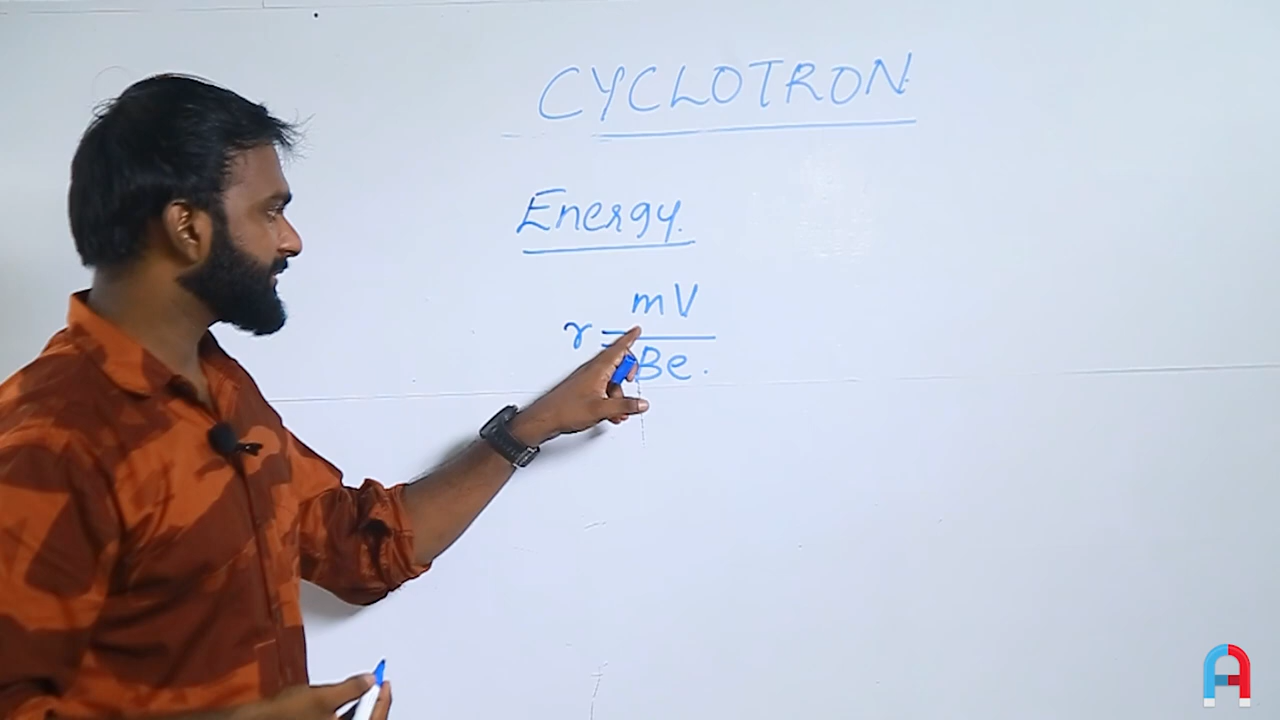 CYCLOTRON
Energy.
r = mV
Be.